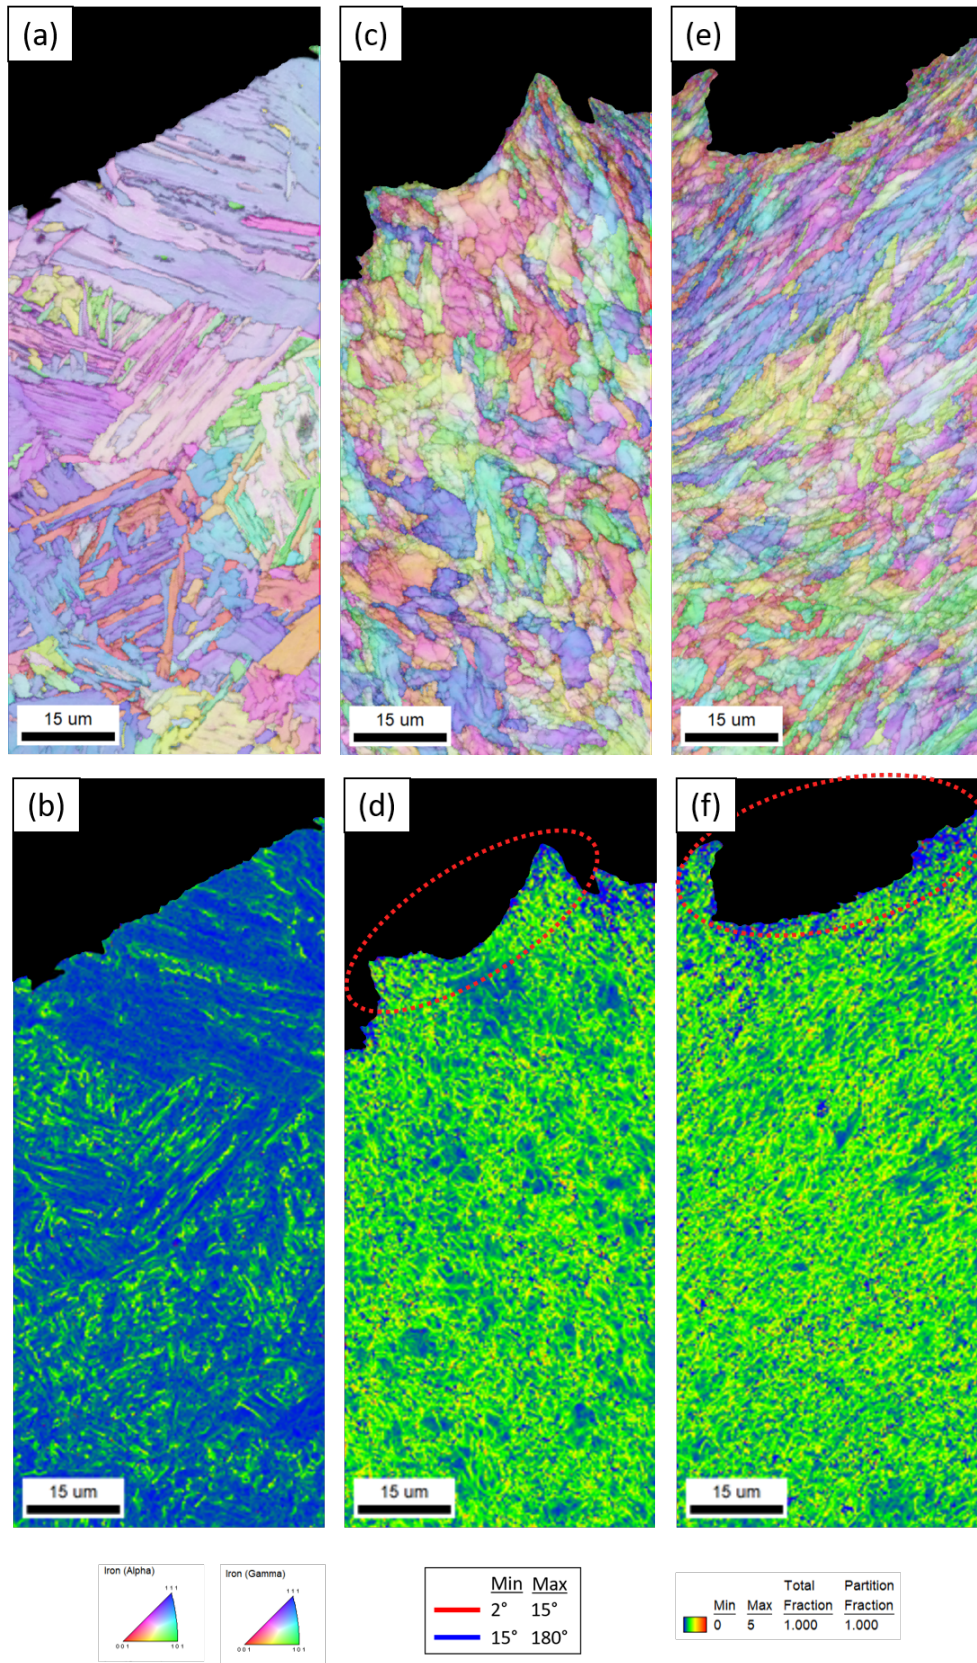 (a) (c) (e)
15 um 15 um 15 um
(b) (d) (f)
15 um 15 um 15 um
Iron (Alpha) Iron (Gamma)
111 111
001 101 001 101
Min Max
2° 15°
15° 180°
Total Partition
Min Max Fraction Fraction
0 5 1.000 1.000